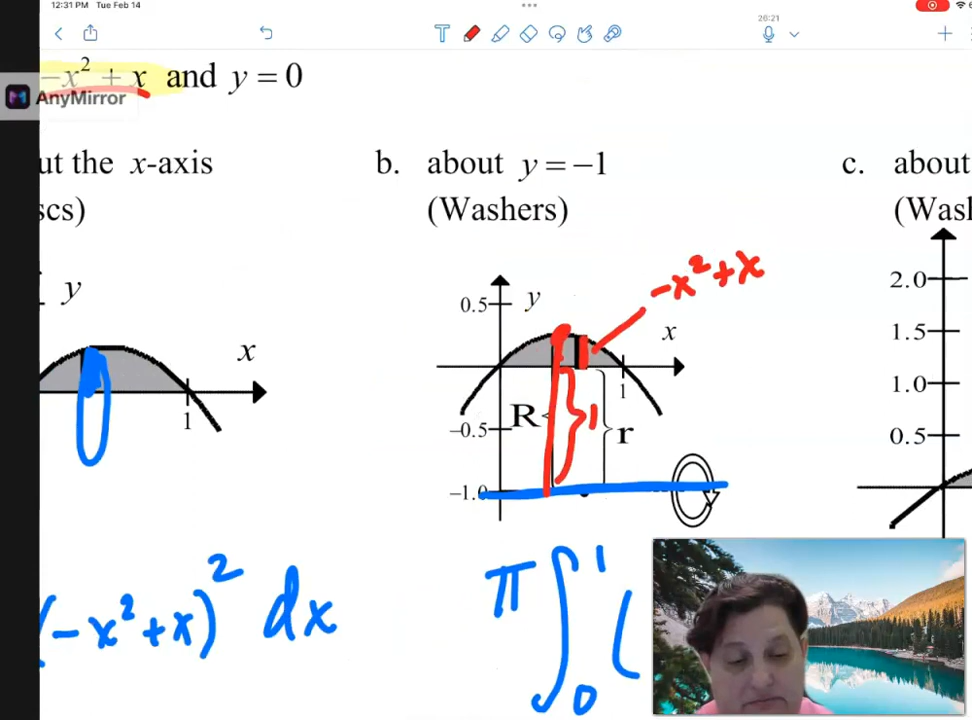 12:31 PM Tue Feb 14
26:21
T
-x² + x and y = 0
AnyMirror
ut the x-axis
scs)
b. about y = −1
(Washers)
c. about
(Wash
y
x
1
0.5
y
-x²+x
x
1
R
1
r
−0.5
−1.0
2.0
1.5
1.0
0.5
(-x²+x)² dx
π∫₀¹ (